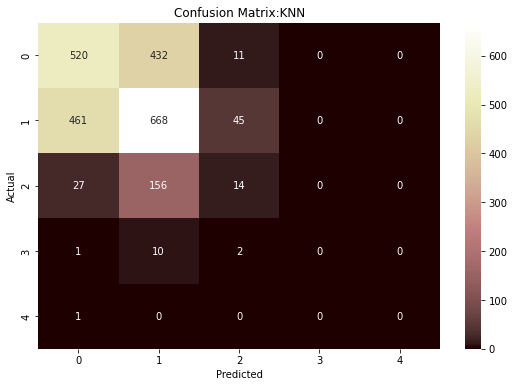 Confusion Matrix:KNN
0 520 432 11 0 0
1 461 668 45 0 0
2 27 156 14 0 0
3 1 10 2 0 0
4 1 0 0 0 0
0 1 2 3 4
Actual
Predicted
600
500
400
300
200
100
0